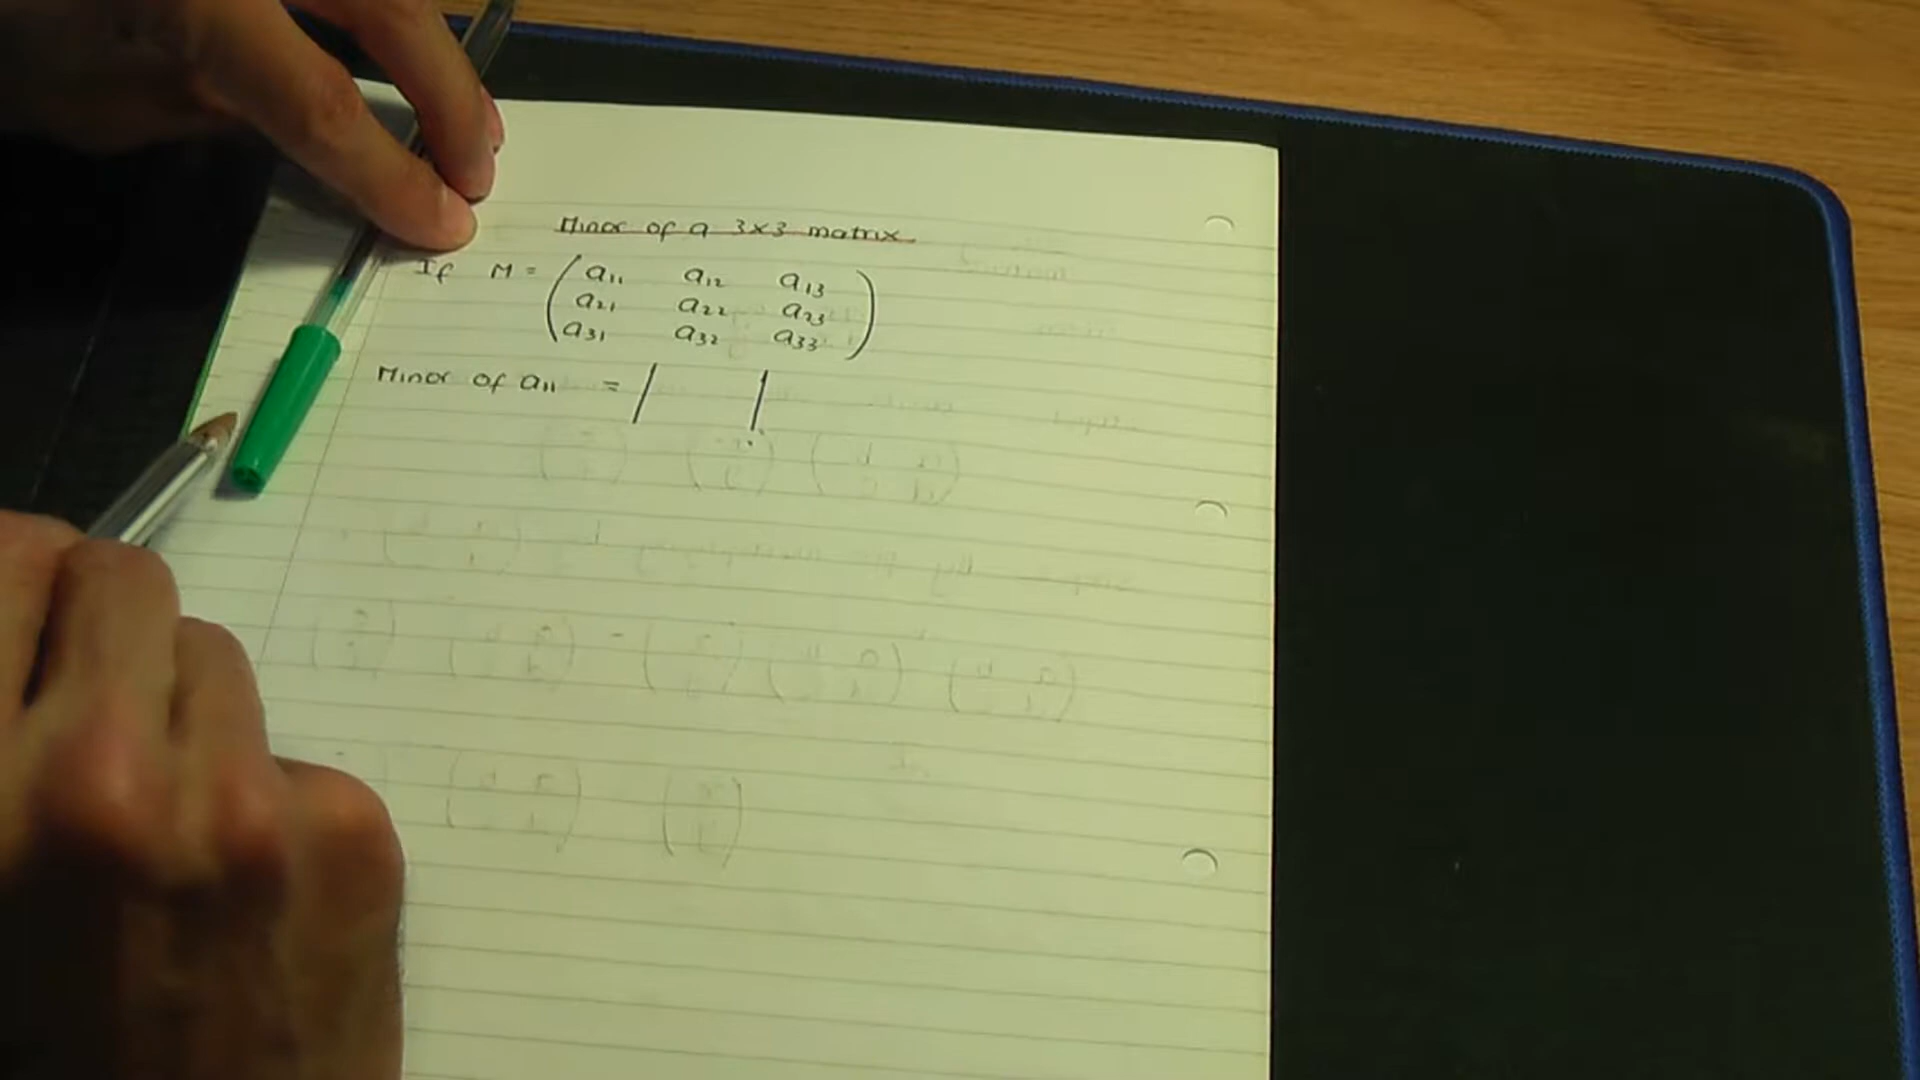 Minor of a 3x3 matrix
If M = ( a11 a12 a13
a21 a22 a23
a31 a32 a33 )
Minor of a11 = | |